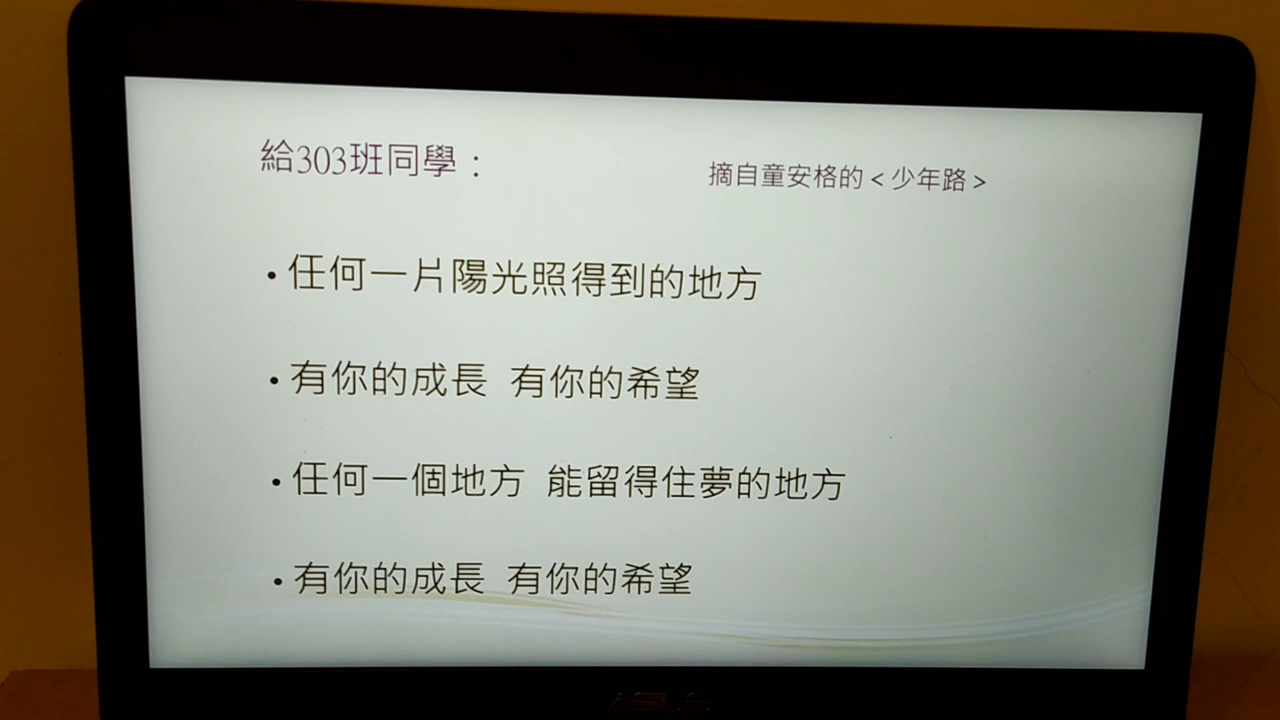 給303班同學：
摘自童安格的<少年路>
•任何一片陽光照得到的地方
•有你的成長 有你的希望
•任何一個地方 能留得住夢的地方
•有你的成長 有你的希望